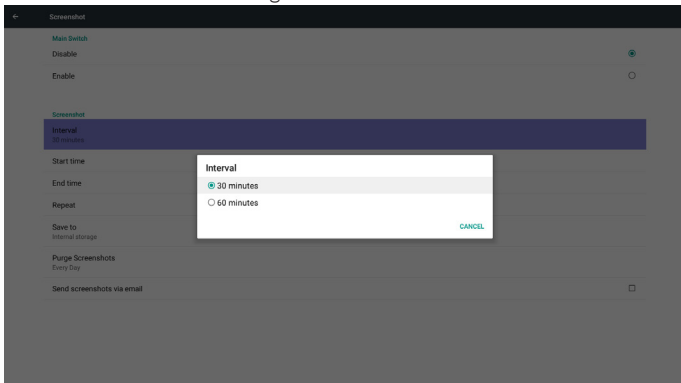 Screenshot
Main Switch
Disable
Enable
Screenshot
Interval
30 minutes
Start time
End time
Repeat
Save to
Internal storage
Purge Screenshots
Every Day
Send screenshots via email
Interval
30 minutes
60 minutes
CANCEL